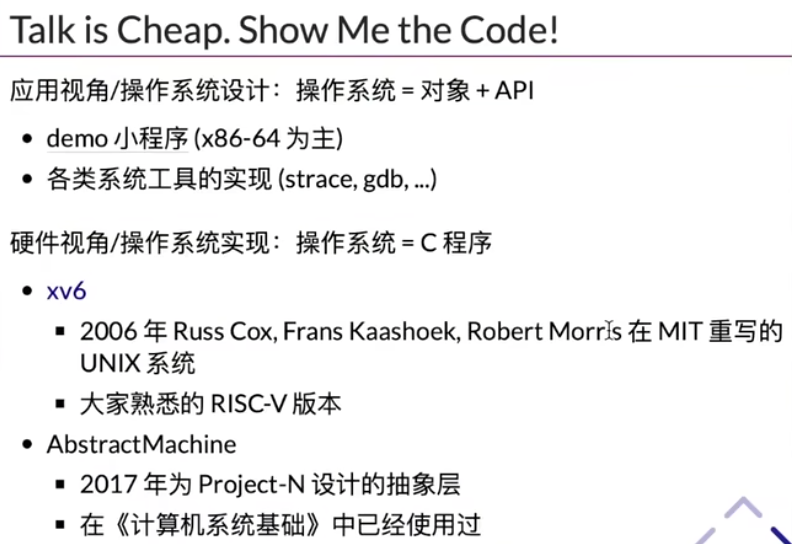 Talk is Cheap. Show Me the Code!
应用视角/操作系统设计：操作系统 = 对象 + API
• demo 小程序 (x86-64 为主)
• 各类系统工具的实现 (strace, gdb, ...)
硬件视角/操作系统实现：操作系统 = C 程序
• xv6
▪ 2006 年 Russ Cox, Frans Kaashoek, Robert Morris 在 MIT 重写的
UNIX 系统
▪ 大家熟悉的 RISC-V 版本
• AbstractMachine
▪ 2017 年为 Project-N 设计的抽象层
▪ 在《计算机系统基础》中已经使用过